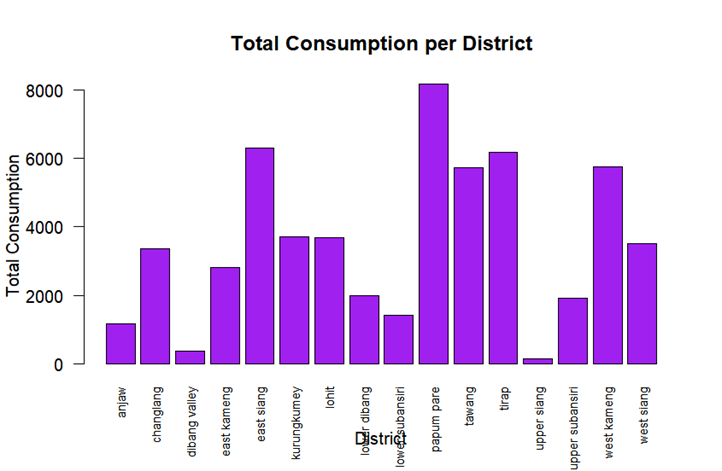 Total Consumption per District
Total Consumption
8000
6000
4000
2000
0
anjaw
changlang
dibang valley
east kameng
east siang
kurungkumey
lohit
lower dibang
lower subansiri
papum pare
tawang
tirap
upper siang
upper subansiri
west kameng
west siang
District